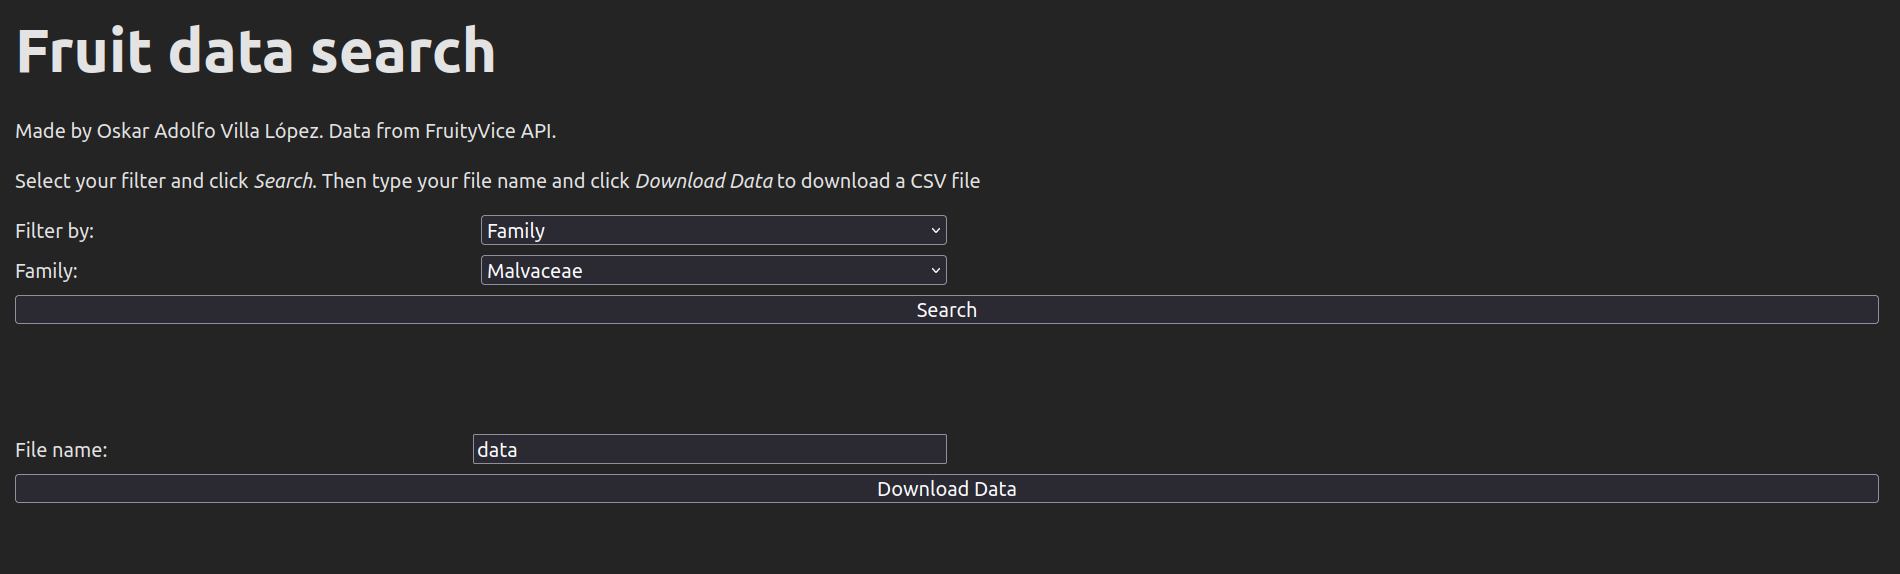 Fruit data search
Made by Oskar Adolfo Villa López. Data from FruityVice API.
Select your filter and click Search. Then type your file name and click Download Data to download a CSV file
Filter by: Family
Family: Malvaceae
Search
File name: data
Download Data